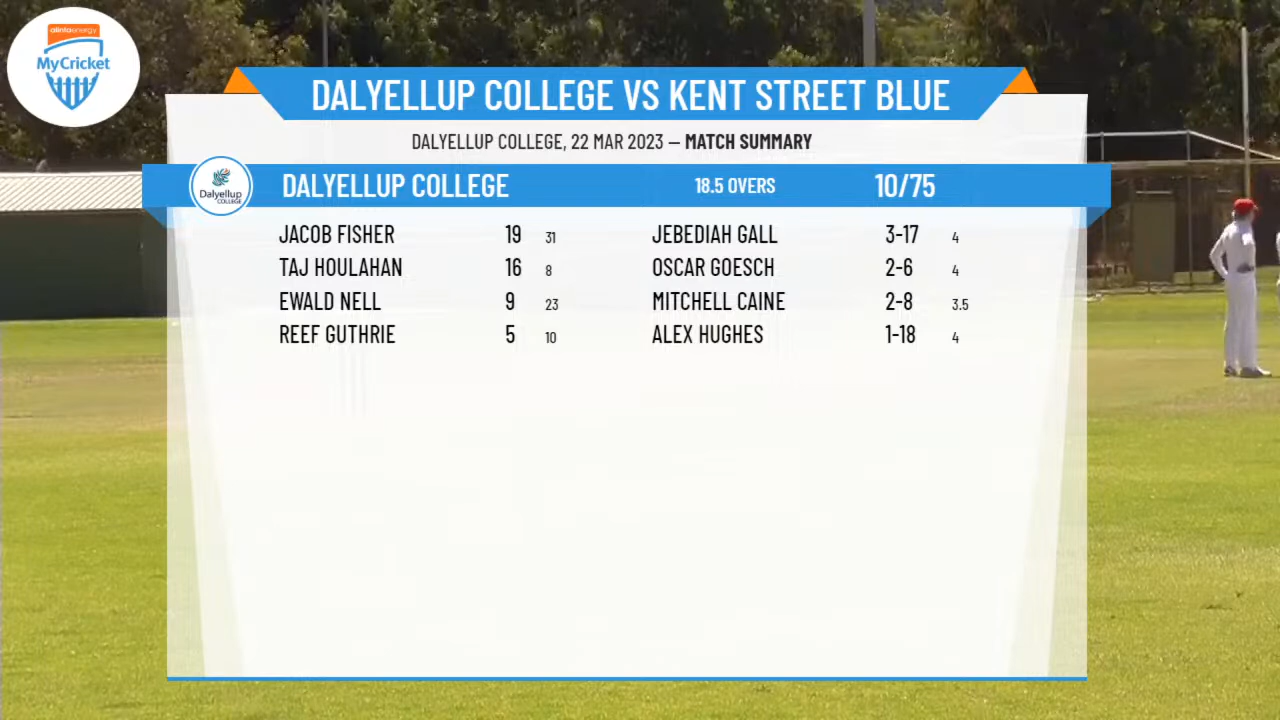 alintaenergy
MyCricket
DALYELLUP COLLEGE VS KENT STREET BLUE
DALYELLUP COLLEGE, 22 MAR 2023 – MATCH SUMMARY
Dalyellup
COLLEGE
DALYELLUP COLLEGE 18.5 OVERS 10/75
JACOB FISHER 19 31 JEBEDIAH GALL 3-17 4
TAJ HOULAHAN 16 8 OSCAR GOESCH 2-6 4
EWALD NELL 9 23 MITCHELL CAINE 2-8 3.5
REEF GUTHRIE 5 10 ALEX HUGHES 1-18 4